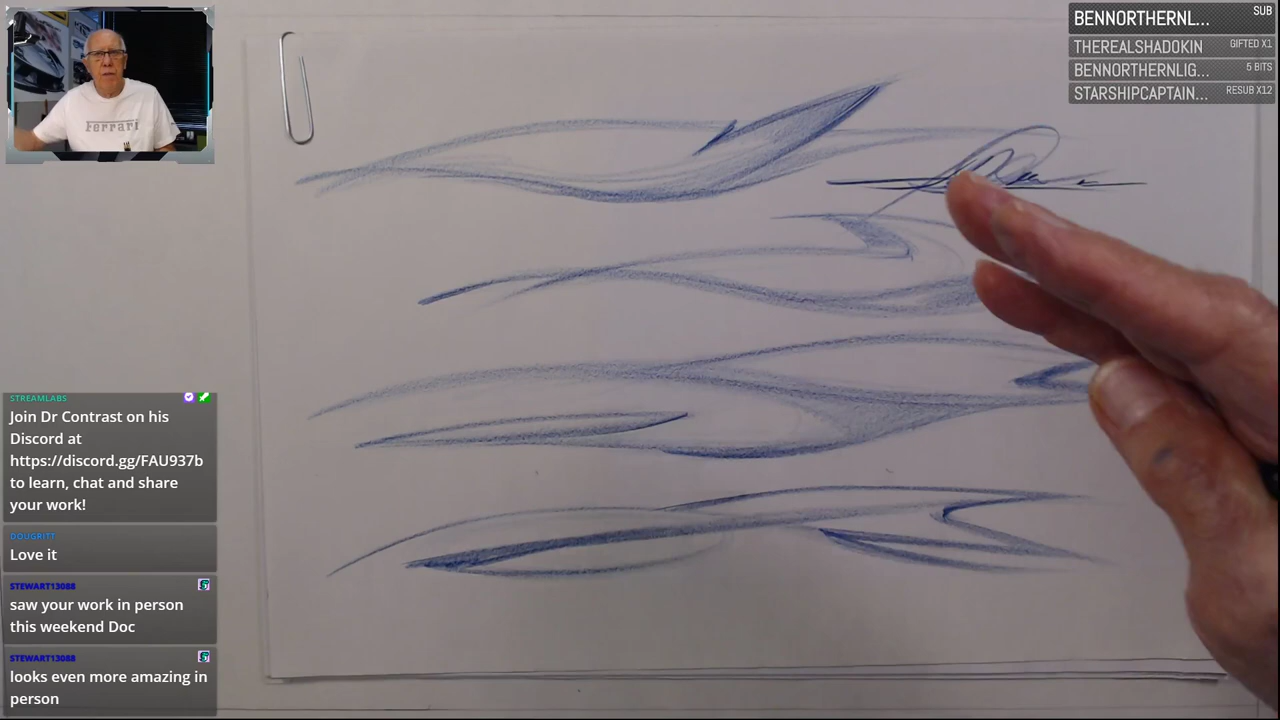 BENNORTHERNL... SUB
THEREALSHADOKIN GIFTED X1
BENNORTHERNLIG... 5 BITS
STARSHIPCAPTAIN... RESUB X12
Ferrari
STREAMLABS
Join Dr Contrast on his
Discord at
https://discord.gg/FAU937b
to learn, chat and share
your work!
DOUGRITT
Love it
STEWART13088
saw your work in person
this weekend Doc
STEWART13088
looks even more amazing in
person